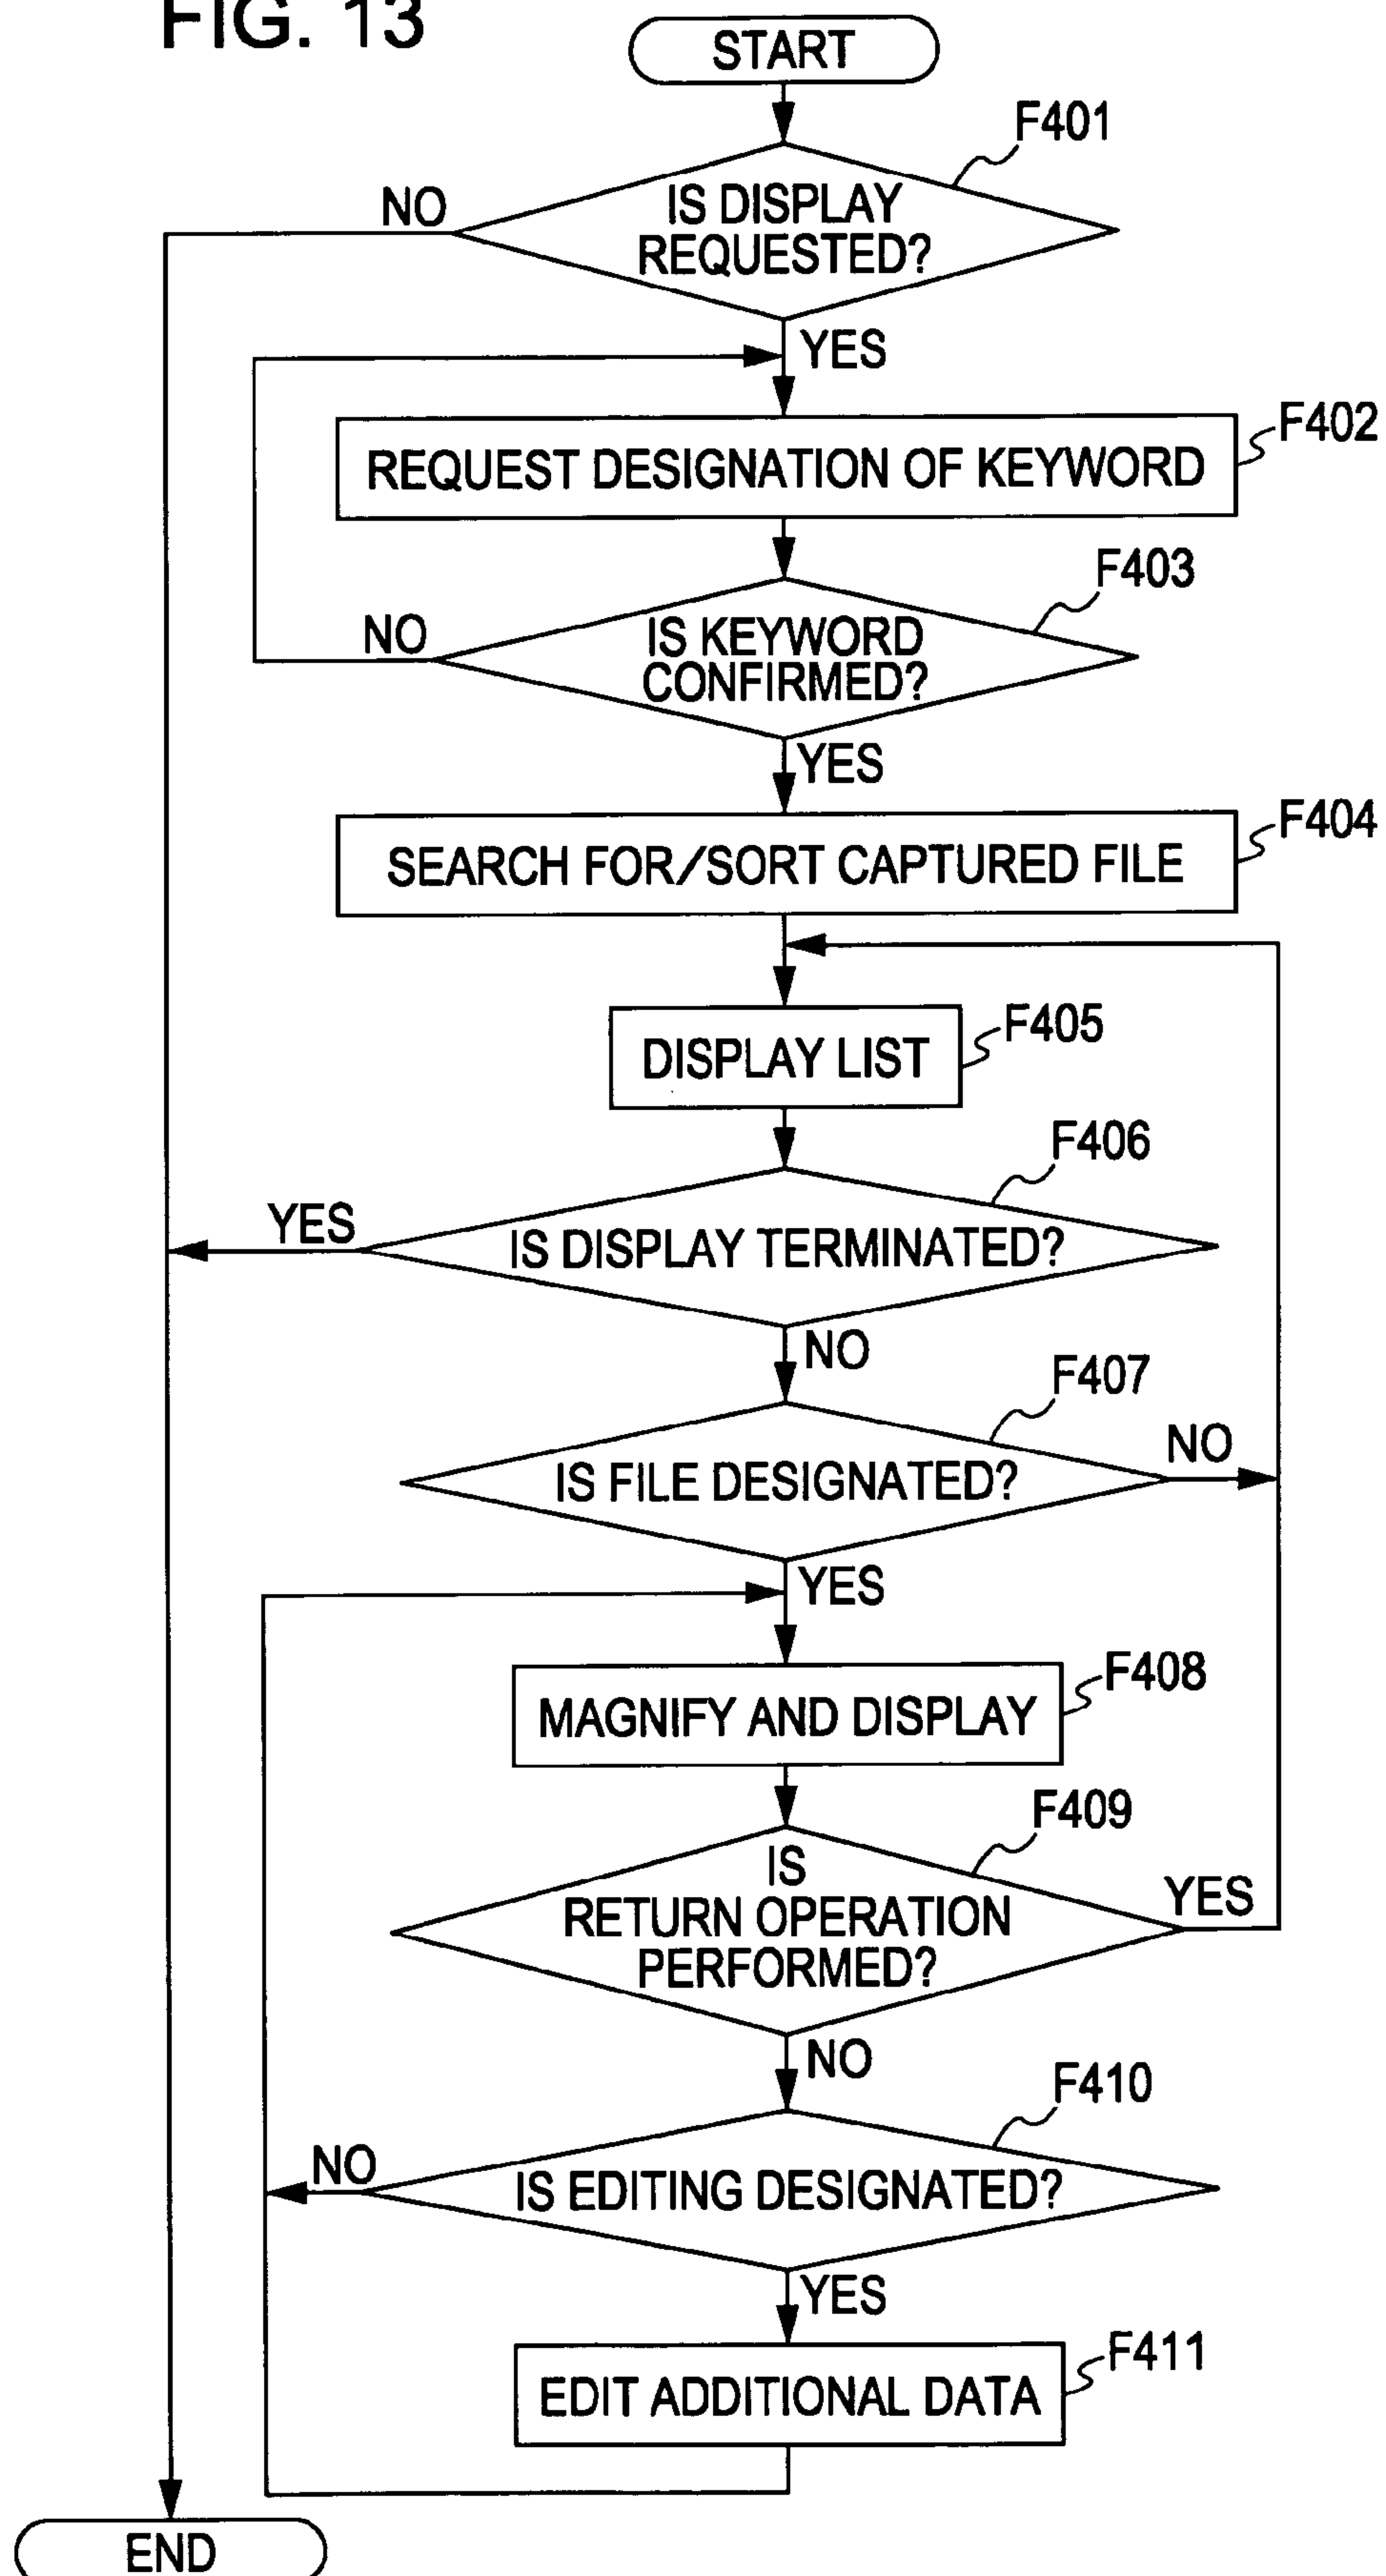 FIG. 13
START
F401
NO
IS DISPLAY
REQUESTED?
YES
F402
REQUEST DESIGNATION OF KEYWORD
F403
NO
IS KEYWORD
CONFIRMED?
YES
F404
SEARCH FOR/SORT CAPTURED FILE
F405
DISPLAY LIST
F406
YES
IS DISPLAY TERMINATED?
NO
F407
NO
IS FILE DESIGNATED?
YES
F408
MAGNIFY AND DISPLAY
F409
IS
RETURN OPERATION
PERFORMED?
YES
NO
F410
NO
IS EDITING DESIGNATED?
YES
F411
EDIT ADDITIONAL DATA
END